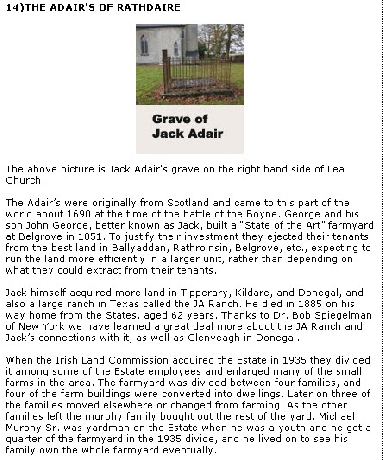 14)THE ADAIR'S OF RATHDAIRE
Grave of
Jack Adair
The above picture is Jack Adair's grave on the right hand side of Lea
Church
The Adair's were originally from Scotland and came to this part of the
world about 1690 at the time of the battle of the Boyne. George and his
son John George, better known as Jack, built a "State of the Art" farmyard
at Belgrove in 1851. To justify their investment they ejected their tenants
from the best land in Ballyaddan, Rathronsin, Belgrove, etc., expecting to
run the land more efficiently in a larger unit, rather than depending on
what they could extract from their tenants.
Jack himself acquired more land in Tipperary, Kildare, and Donegal, and
also a large ranch in Texas called the JA Ranch. He died in 1885 on his
way home from the States, aged 62 years. Thanks to Dr. Bob Spiegelman
of New York we have learned a great deal more about the JA Ranch and
Jack's connections with it, as well as Glenveagh in Donegal.
When the Irish Land Commission acquired the Estate in 1935 they divided
it among some of the Estate employees and enlarged many of the small
farms in the area. The farmyard was divided between four families, and
four of the farm buildings were converted into dwellings. Later on three of
the families moved elsewhere or changed from farming. As the other
families left the Murphy family bought out the rest of the yard. Michael
Murphy Sr. was yardman on the Estate when he was a youth and he got a
quarter of the farmyard in the 1935 divide, and he lived on to see his
family own the whole farmyard eventually.